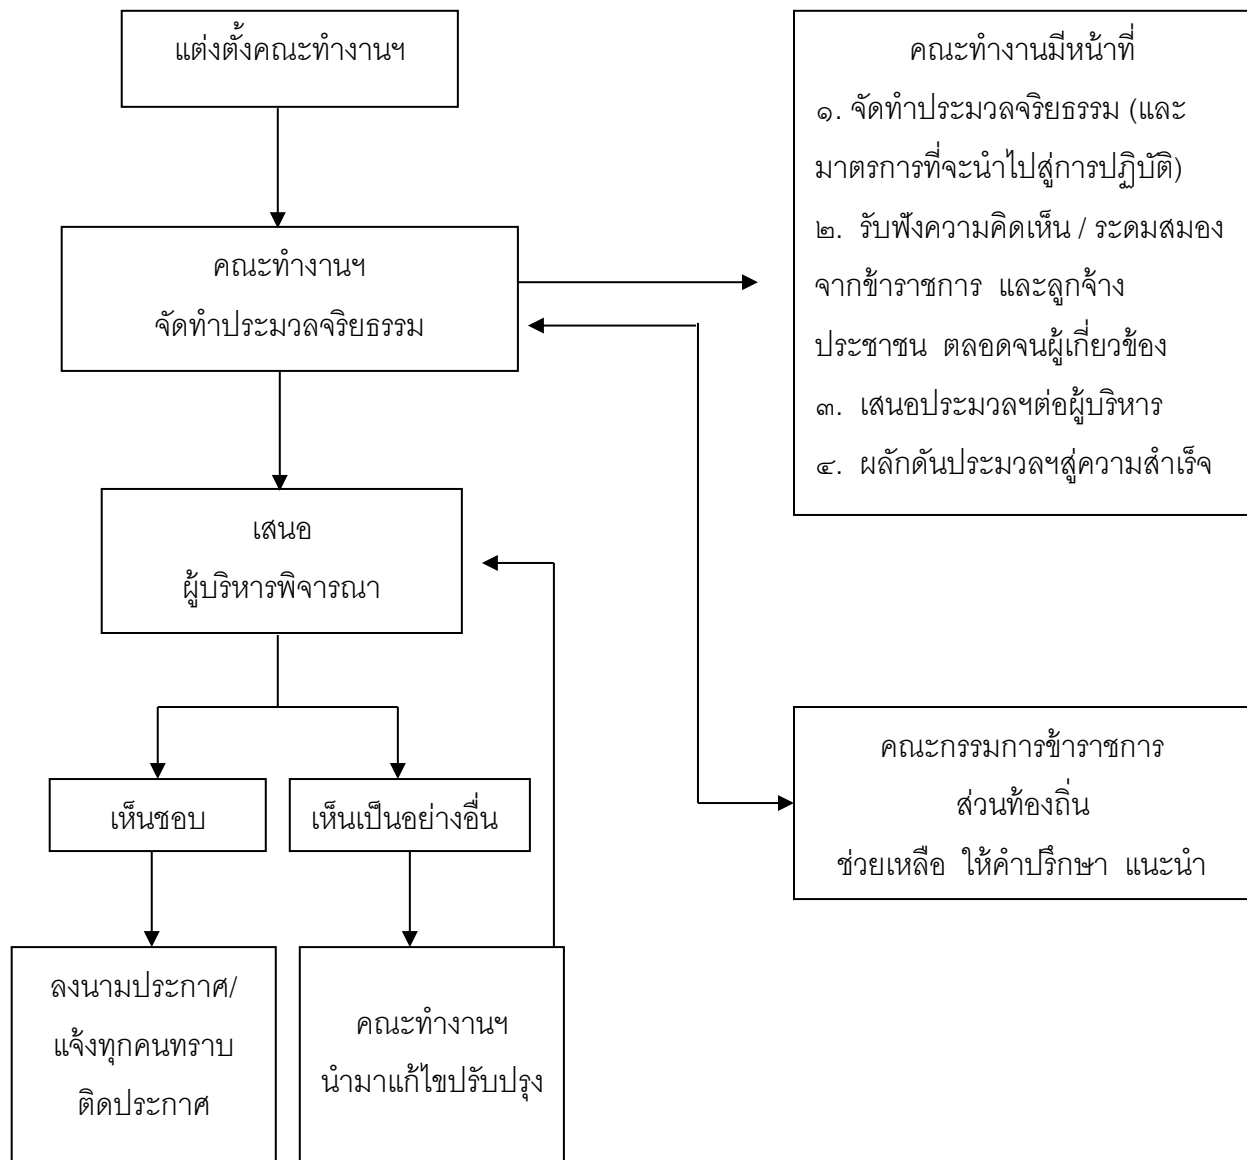 แต่งตั้งคณะทำงานฯ
คณะทำงานมีหน้าที่
๑. จัดทำประมวลจริยธรรม (และ
มาตรการที่จะนำไปสู่การปฏิบัติ)
๒. รับฟังความคิดเห็น / ระดมสมอง
จากข้าราชการ และลูกจ้าง
ประชาชน ตลอดจนผู้เกี่ยวข้อง
๓. เสนอประมวลฯต่อผู้บริหาร
๔. ผลักดันประมวลฯสู่ความสำเร็จ
คณะทำงานฯ
จัดทำประมวลจริยธรรม
เสนอ
ผู้บริหารพิจารณา
คณะกรรมการข้าราชการ
ส่วนท้องถิ่น
ช่วยเหลือ ให้คำปรึกษา แนะนำ
เห็นชอบ
เห็นเป็นอย่างอื่น
ลงนามประกาศ/
แจ้งทุกคนทราบ
ติดประกาศ
คณะทำงานฯ
นำมาแก้ไขปรับปรุง